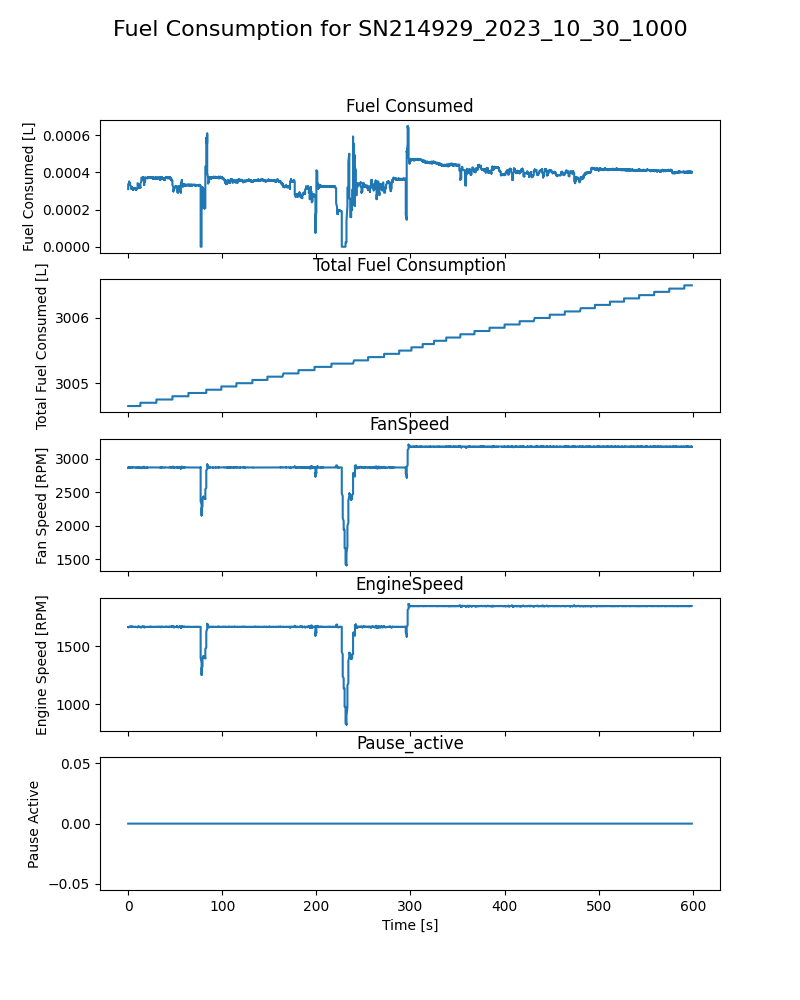 Fuel Consumption for SN214929_2023_10_30_1000
Fuel Consumed
Fuel Consumed [L]
0.0006
0.0004
0.0002
0.0000
Total Fuel Consumption
Total Fuel Consumed [L]
3006
3005
FanSpeed
Fan Speed [RPM]
3000
2500
2000
1500
EngineSpeed
Engine Speed [RPM]
1500
1000
Pause_active
Pause Active
0.05
0.00
−0.05
0 100 200 300 400 500 600
Time [s]